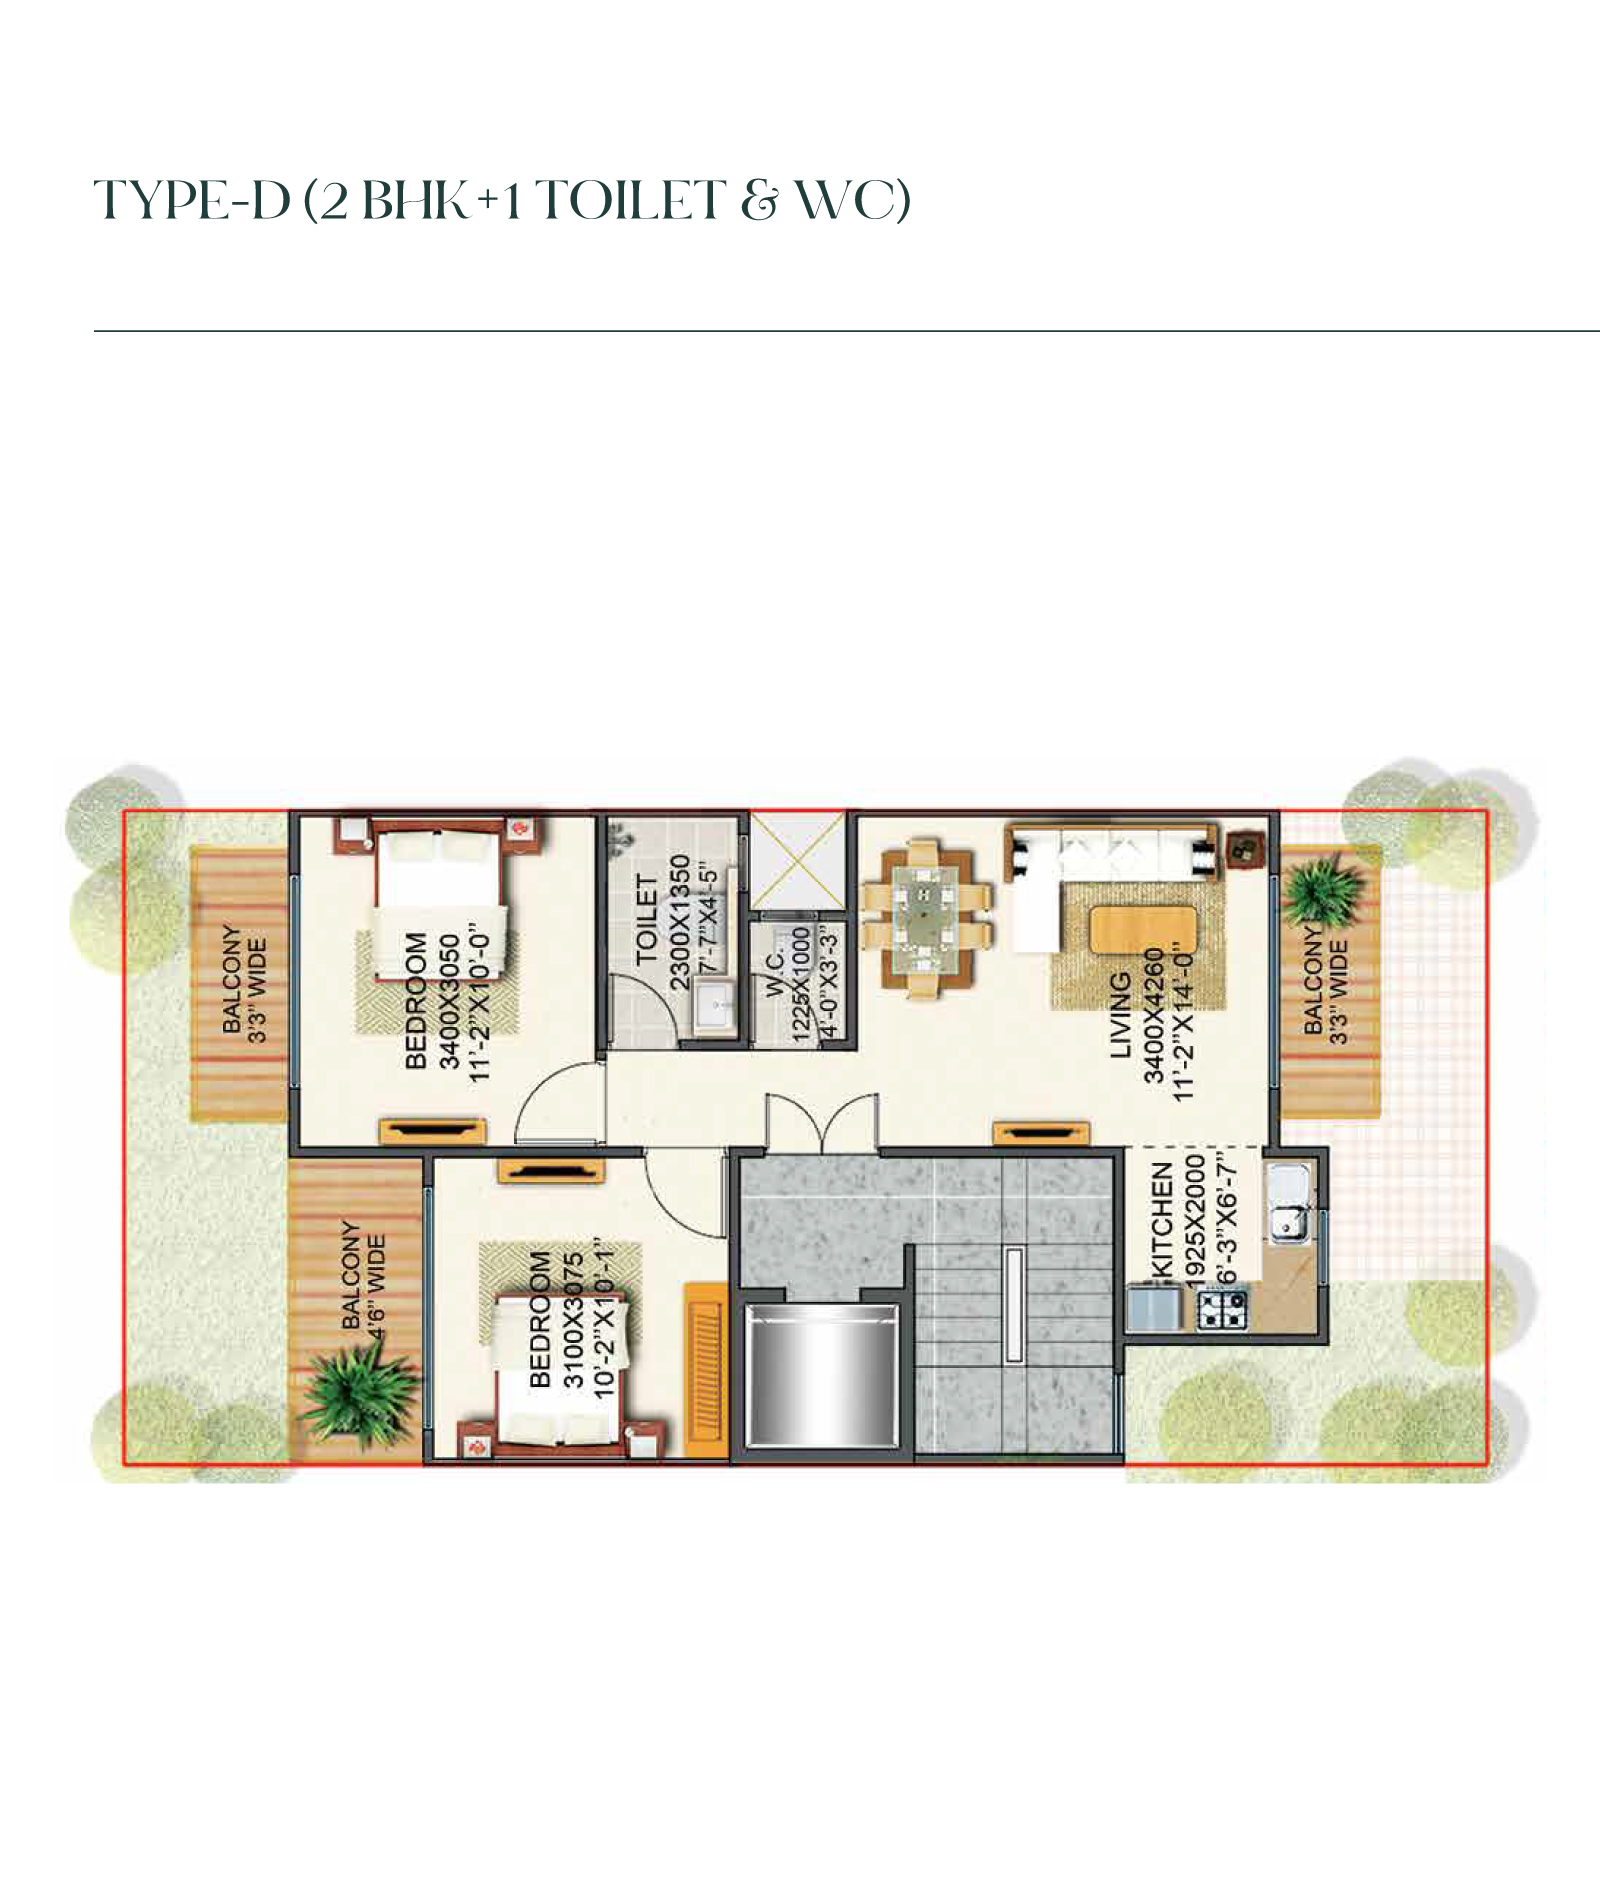 TYPE-D (2 BHK+1 TOILET & WC)
BALCONY
3'3" WIDE
BEDROOM
3400X3050
11'-2"X10'-0"
TOILET
2300X1350
7'-7"X4'-5"
W.C.
1225X1000
4'-0"X3'-3"
LIVING
3400X4260
11'-2"X14'-0"
BALCONY
3'3" WIDE
BALCONY
4'6" WIDE
BEDROOM
3100X3075
10'-2"X10'-1"
KITCHEN
1925X2000
6'-3"X6'-7"